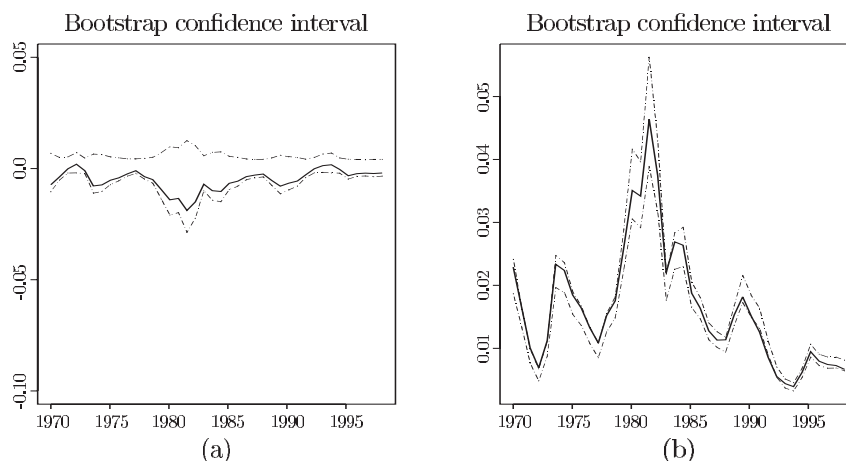 Bootstrap confidence interval
0.05
0.0
-0.05
-0.10
1970 1975 1980 1985 1990 1995
(a)
Bootstrap confidence interval
0.05
0.04
0.03
0.02
0.01
1970 1975 1980 1985 1990 1995
(b)